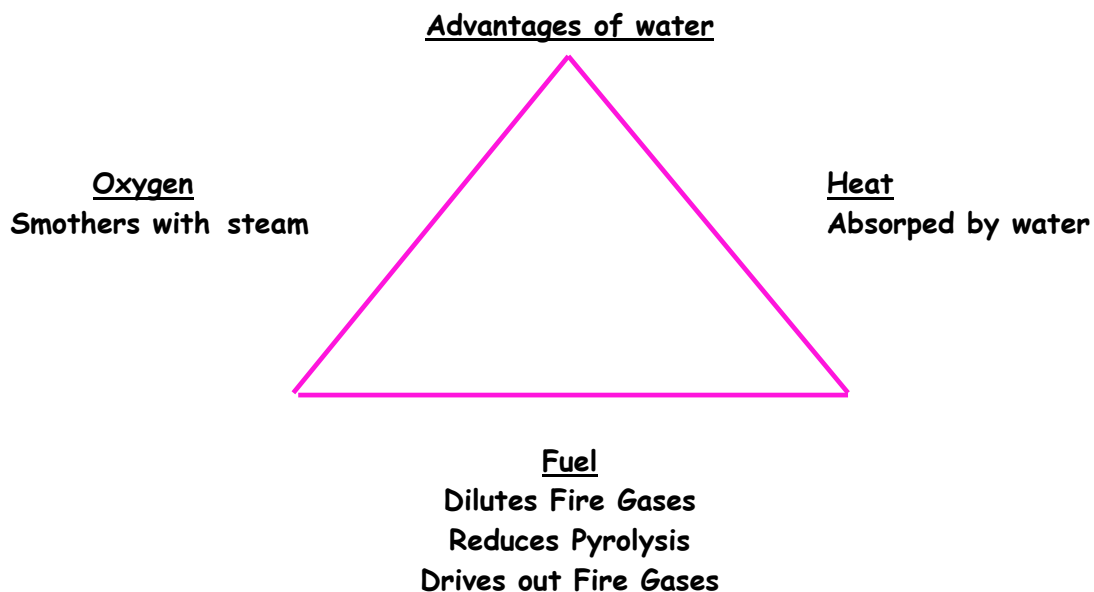 Advantages of water
Oxygen
Smothers with steam
Heat
Absorped by water
Fuel
Dilutes Fire Gases
Reduces Pyrolysis
Drives out Fire Gases